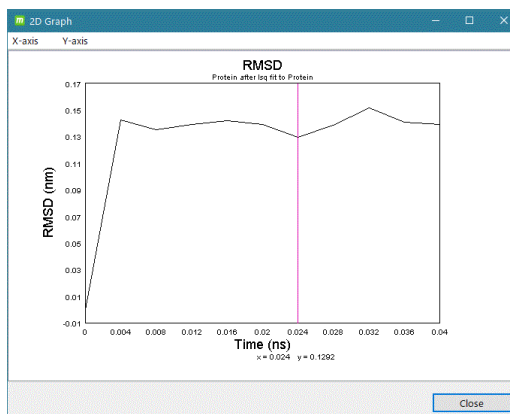 m 2D Graph
X-axis Y-axis
RMSD
Protein after lsq fit to Protein
0.17
0.15
0.13
0.11
0.09
0.07
0.05
0.03
0.01
-0.01
RMSD (nm)
0 0.004 0.008 0.012 0.016 0.02 0.024 0.028 0.032 0.036 0.04
Time (ns)
x = 0.024 y = 0.1292
Close